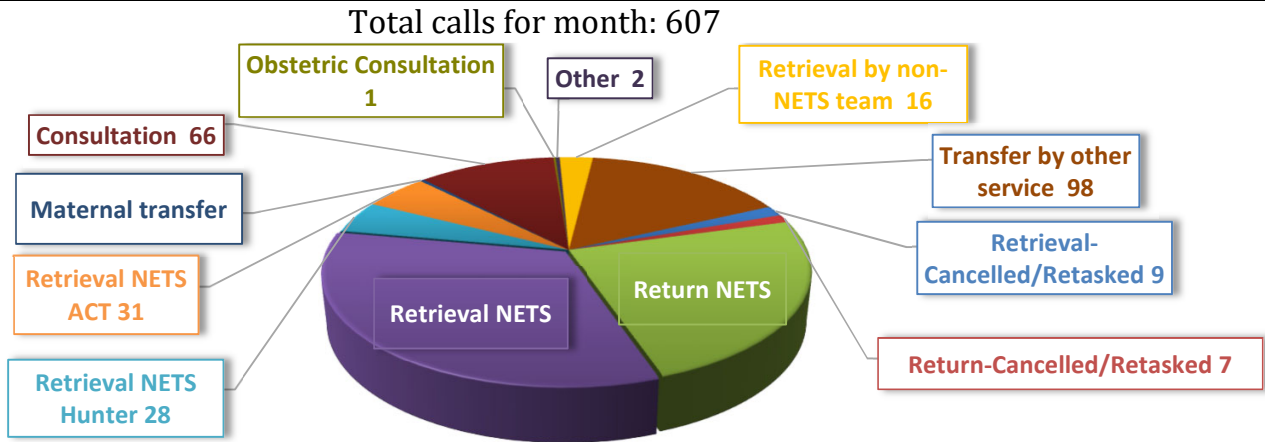 Total calls for month: 607
Obstetric Consultation
1
Other 2
Retrieval by non-
NETS team 16
Consultation 66
Transfer by other
service 98
Maternal transfer
Retrieval-
Cancelled/Retasked 9
Retrieval NETS
ACT 31
Return NETS
Retrieval NETS
Return-Cancelled/Retasked 7
Retrieval NETS
Hunter 28